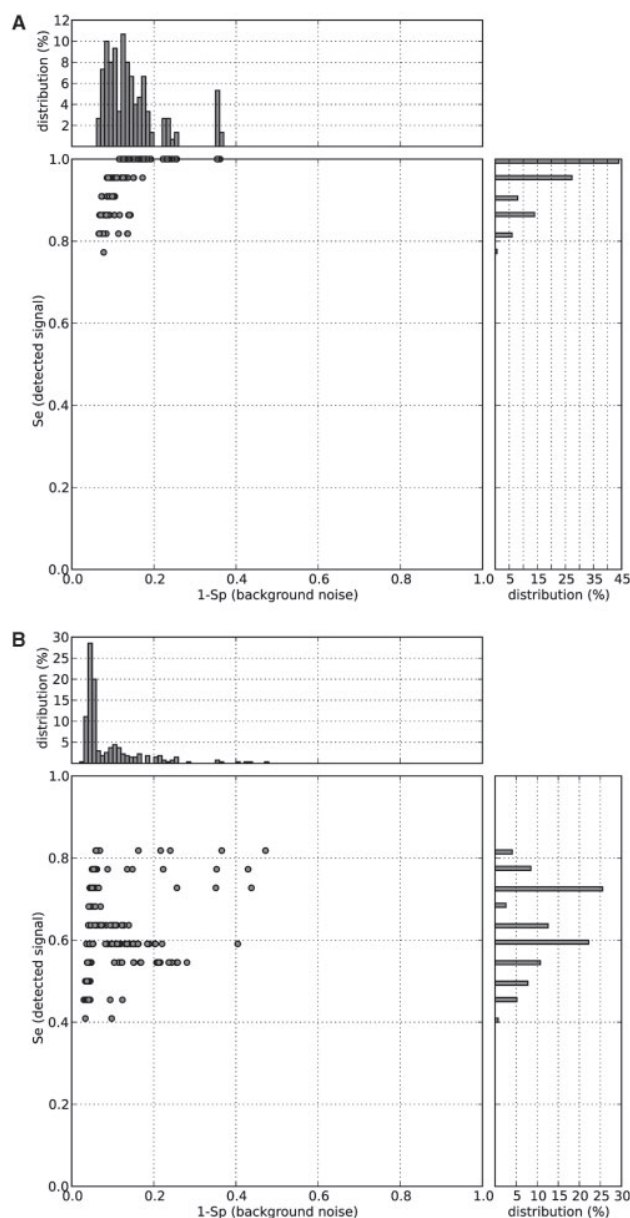 A
distribution (%)
12
10
8
6
4
2
Se (detected signal)
1.0
0.8
0.6
0.4
0.2
0.0
0.0 0.2 0.4 0.6 0.8 1.0
1-Sp (background noise)
5 15 25 35 45
distribution (%)
B
distribution (%)
30
25
20
15
10
5
Se (detected signal)
1.0
0.8
0.6
0.4
0.2
0.0
0.0 0.2 0.4 0.6 0.8 1.0
1-Sp (background noise)
5 10 15 20 25 30
distribution (%)